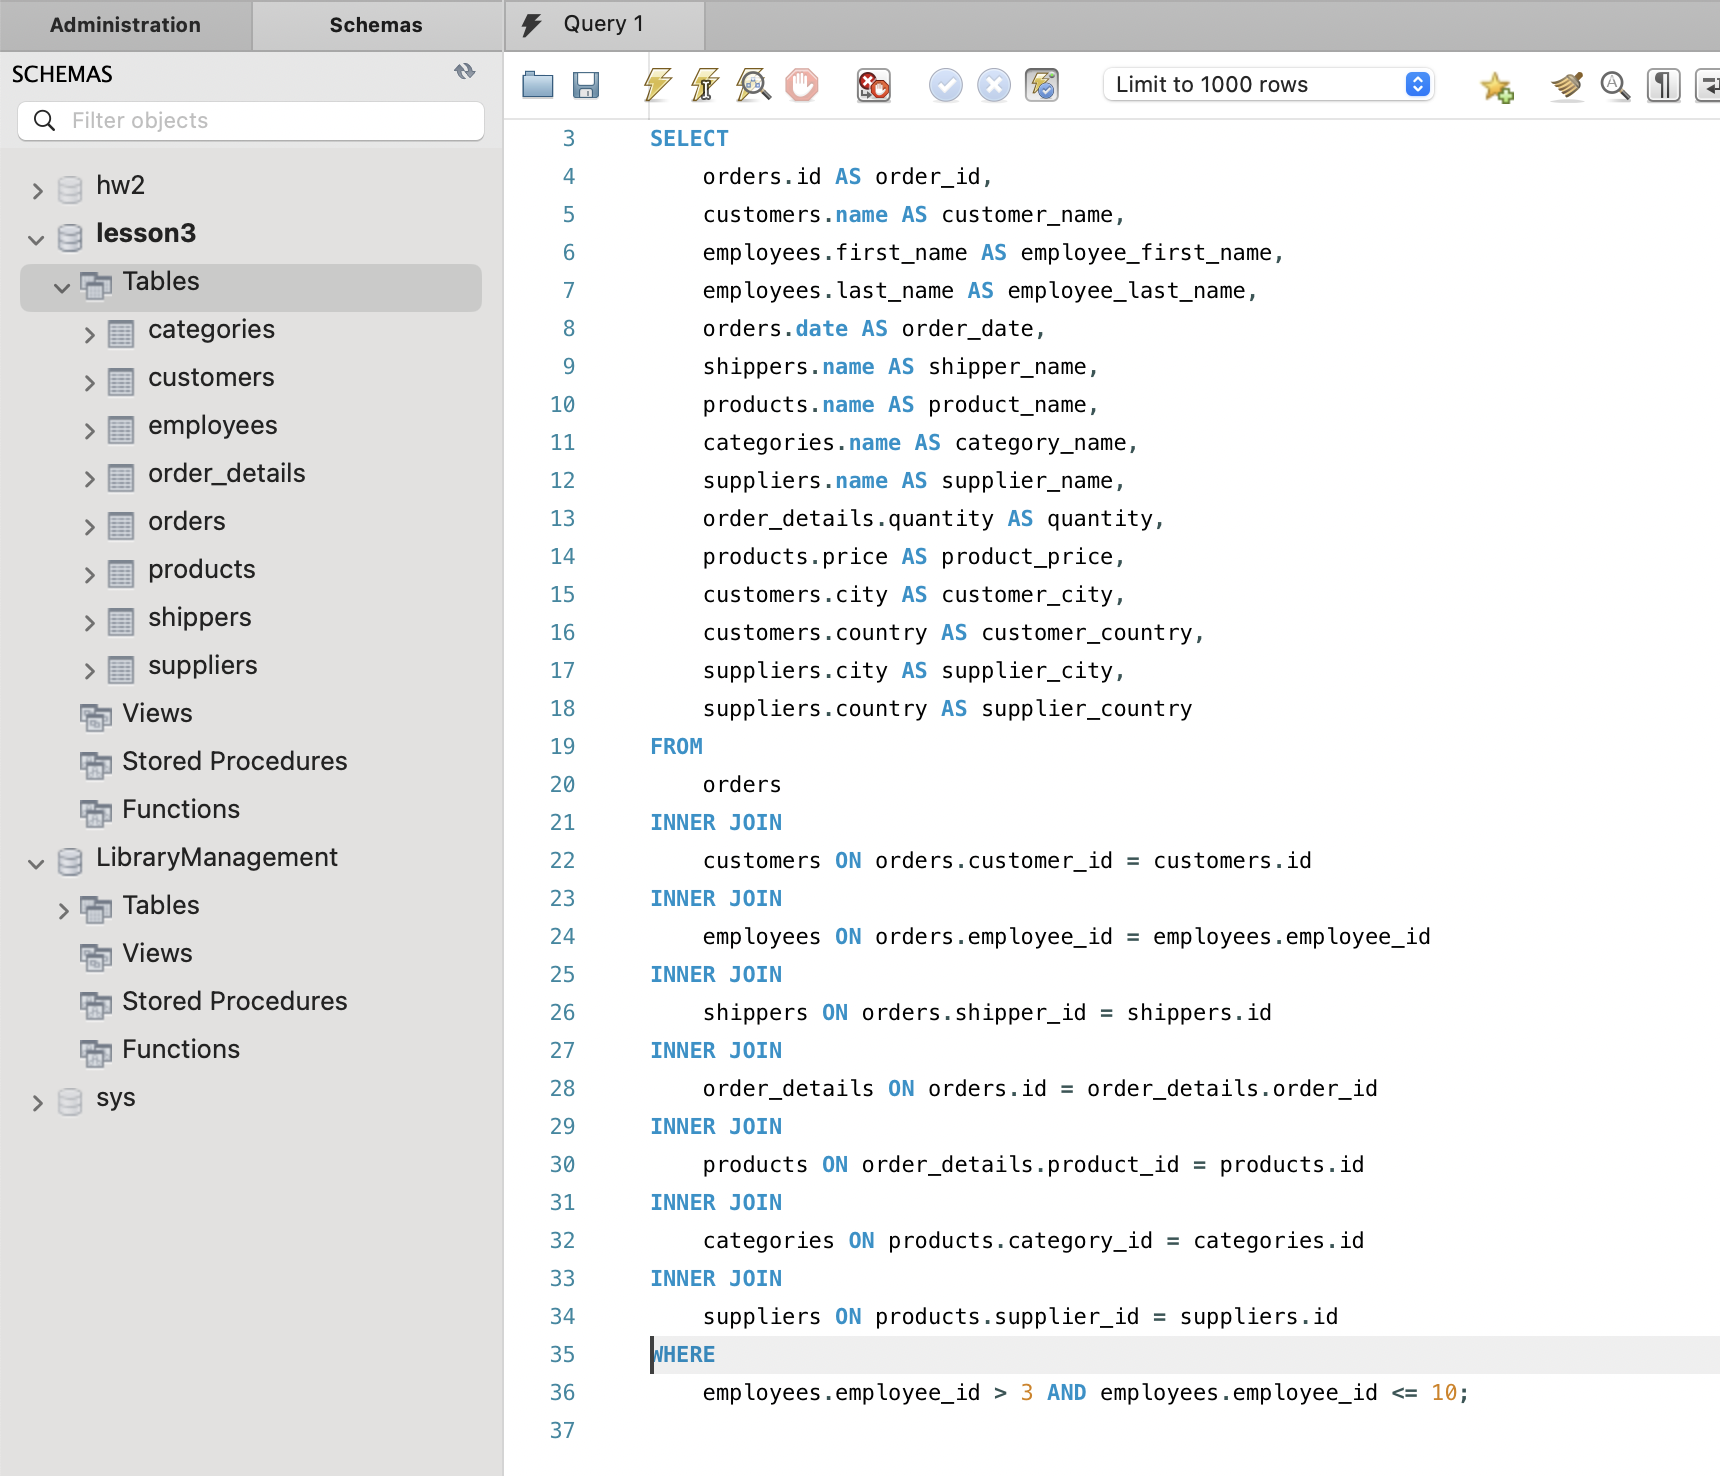 Administration
Schemas
Query 1
SCHEMAS
Limit to 1000 rows
Filter objects
hw2
lesson3
Tables
categories
customers
employees
order_details
orders
products
shippers
suppliers
Views
Stored Procedures
Functions
LibraryManagement
Tables
Views
Stored Procedures
Functions
sys
3 SELECT
4 orders.id AS order_id,
5 customers.name AS customer_name,
6 employees.first_name AS employee_first_name,
7 employees.last_name AS employee_last_name,
8 orders.date AS order_date,
9 shippers.name AS shipper_name,
10 products.name AS product_name,
11 categories.name AS category_name,
12 suppliers.name AS supplier_name,
13 order_details.quantity AS quantity,
14 products.price AS product_price,
15 customers.city AS customer_city,
16 customers.country AS customer_country,
17 suppliers.city AS supplier_city,
18 suppliers.country AS supplier_country
19 FROM
20 orders
21 INNER JOIN
22 customers ON orders.customer_id = customers.id
23 INNER JOIN
24 employees ON orders.employee_id = employees.employee_id
25 INNER JOIN
26 shippers ON orders.shipper_id = shippers.id
27 INNER JOIN
28 order_details ON orders.id = order_details.order_id
29 INNER JOIN
30 products ON order_details.product_id = products.id
31 INNER JOIN
32 categories ON products.category_id = categories.id
33 INNER JOIN
34 suppliers ON products.supplier_id = suppliers.id
35 WHERE
36 employees.employee_id > 3 AND employees.employee_id <= 10;
37